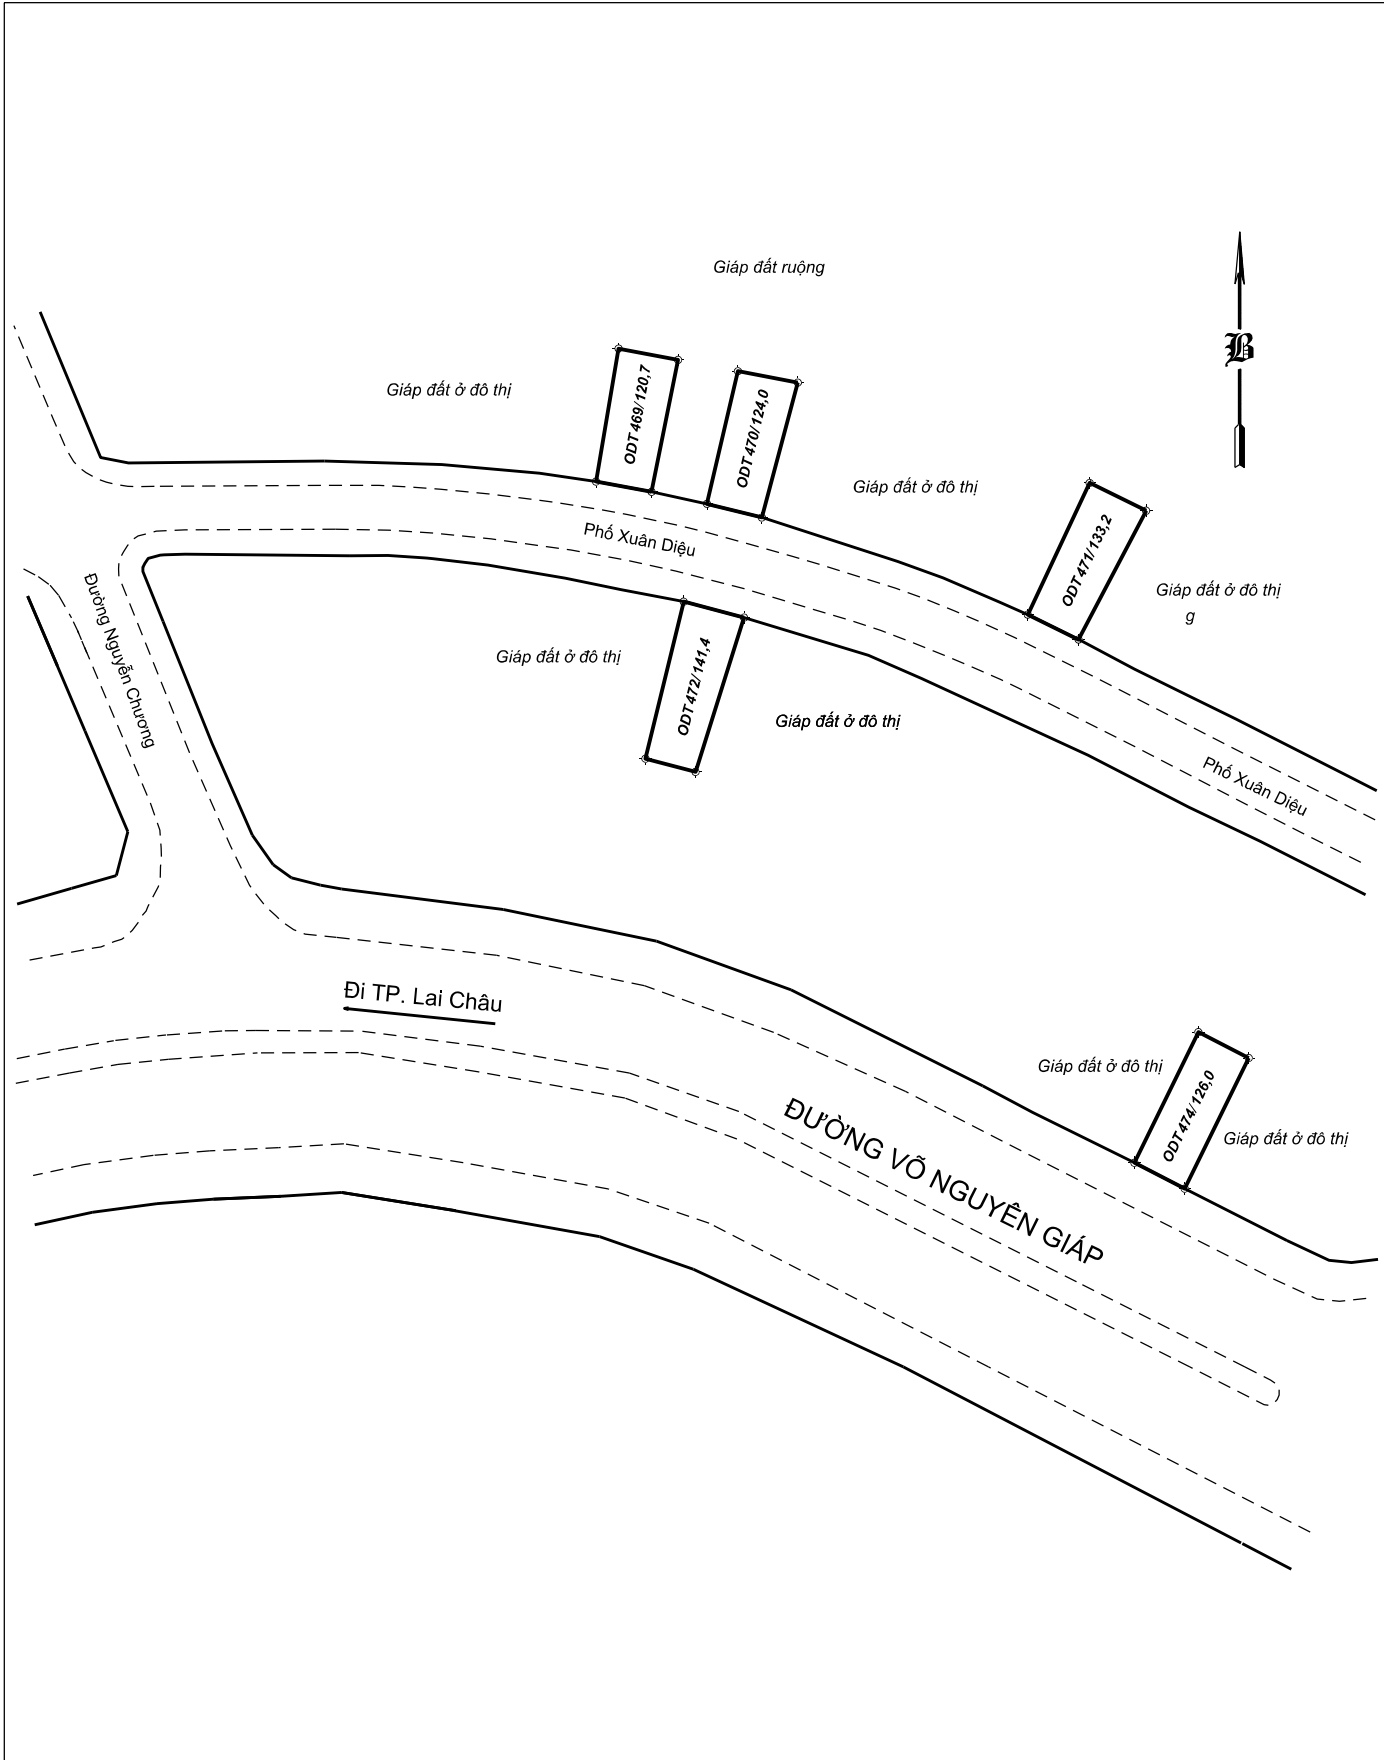 Giáp đất ruộng
B
ODT 469/120,7
ODT 470/124,0
Giáp đất ở đô thị
Giáp đất ở đô thị
ODT 471/133,2
Phố Xuân Diệu
Giáp đất ở đô thị
g
Đường Nguyễn Chương
Giáp đất ở đô thị
ODT 472/141,4
Giáp đất ở đô thị
Phố Xuân Diệu
Đi TP. Lai Châu
Giáp đất ở đô thị
ODT 474/126,0
Giáp đất ở đô thị
ĐƯỜNG VÕ NGUYÊN GIÁP